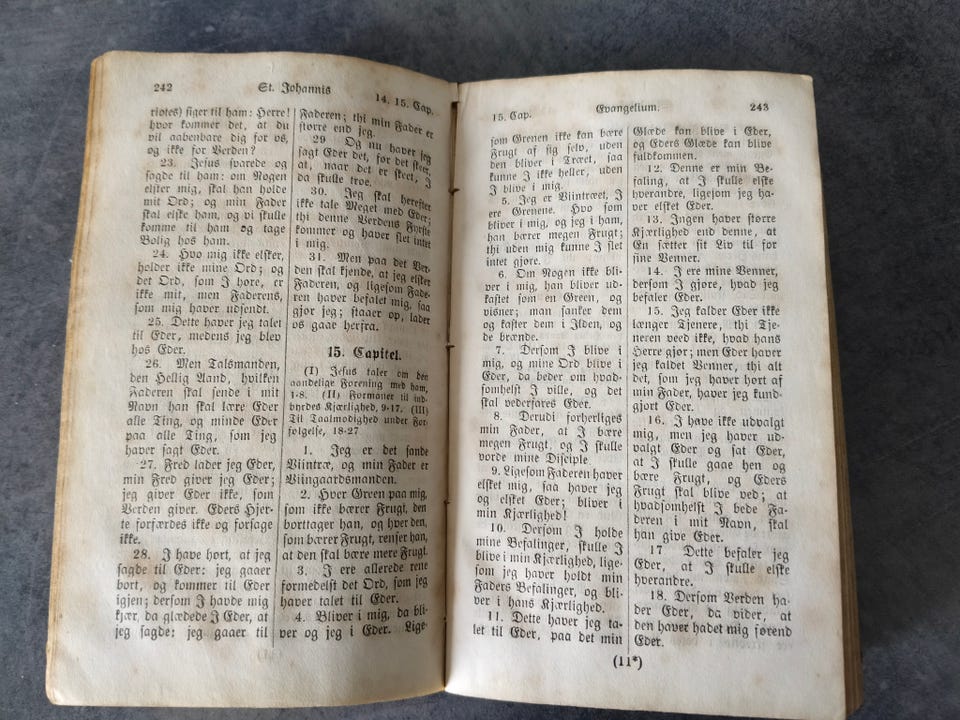 242
St. Johannis
14. 15. Cap.
riotes) siger til ham: Herre!
hvor kommer det, at du
vil aabenbare dig for os,
og ikke for Verden?
23. Jesus svarede og
sagde til ham: om Nogen
elsker mig, skal han holde
mit Ord; og min Fader
skal elske ham, og vi skulle
komme til ham og tage
Bolig hos ham.
24. Hvo mig ikke elsker,
holder ikke mine Ord; og
det Ord, som I høre, er
ikke mit, men Faderens,
som mig haver udsendt.
25. Dette haver jeg talet
til Eder, medens jeg blev
hos Eder.
26. Men Talsmanden,
den Hellig Aand, hvilken
Faderen skal sende i mit
Navn han skal lære Eder
alle Ting, og minde Eder
paa alle Ting, som jeg
haver sagt Eder.
27. Fred lader jeg Eder,
min Fred giver jeg Eder;
jeg giver Eder ikke, som
Verden giver. Eders Hjer-
te forfærdes ikke og forsage
ikke.
28. I have hørt, at jeg
sagde til Eder: jeg gaaer
bort, og kommer til Eder
igjen; dersom I havde mig
kjær, da glædede I Eder, at
jeg sagde: jeg gaaer til
Faderen; thi min Fader er
større end jeg.
29 Og nu haver jeg
sagt Eder det, før det skeer,
at, naar det er skeet, I
da skulle troe.
30. Jeg skal herefter
ikke tale Meget med Eder;
thi denne Verdens Fyrste
kommer og haver slet intet
i mig.
31. Men paa det Ver-
den skal kjende, at jeg elsker
Faderen, og ligesom Fade-
ren haver befalet mig, saa
gjør jeg; staaer op, lader
os gaae herfra.
15. Capitel.
(I) Jesus taler om den
aandelige Forening med ham,
1-8. (II) Formaner til ind-
byrdes Kjærlighed, 9-17. (III)
Til Taalmodighed under For-
følgelse, 18-27
1. Jeg er det sande
Viintræ, og min Fader er
Viingaardsmanden.
2. Hver Green paa mig,
som ikke bærer Frugt, den
borttager han, og hver den,
som bærer Frugt, renser han,
at den skal bære mere Frugt.
3. I ere allerede rene
formedelst det Ord, som jeg
haver talet til Eder.
4. Bliver i mig, da bli-
ver og jeg i Eder. Lige-
15. Cap.
Evangelium.
243
som Grenen ikke kan bære
Frugt af sig selv, uden
den bliver i Træet, saa
kunne I ikke heller, uden
I blive i mig.
5. Jeg er Viintræet, I
ere Grenene. Hvo som
bliver i mig, og jeg i ham,
han bærer megen Frugt;
thi uden mig kunne I slet
intet gjøre.
6. Om Nogen ikke bli-
ver i mig, han bliver ud-
kastet som en Green, og
visner; man sanker dem
og kaster dem i Ilden, og
de brænde.
7. Dersom I blive i
mig, og mine Ord blive i
Eder, da beder om hvad-
somhelst I ville, og det
skal vederfares Eder.
8. Derudi forherliges
min Fader, at I bære
megen Frugt, og I skulle
vorde mine Disciple
9. Ligesom Faderen haver
elsket mig, saa haver jeg
og elsket Eder; bliver i
min Kjærlighed!
10. Dersom I holde
mine Befalinger, skulle I
blive i min Kjærlighed, lige-
som jeg haver holdt min
Faders Befalinger, og bli-
ver i hans Kjærlighed.
11. Dette haver jeg ta-
let til Eder, paa det min
Glæde kan blive i Eder,
og Eders Glæde kan blive
fuldkommen.
12. Denne er min Be-
faling, at I skulle elske
hverandre, ligesom jeg ha-
ver elsket Eder.
13. Ingen haver større
Kjærlighed end denne, at
En sætter sit Liv til for
sine Venner.
14. I ere mine Venner,
dersom I gjøre, hvad jeg
befaler Eder.
15. Jeg kalder Eder ikke
længer Tjenere, thi Tje-
neren veed ikke, hvad hans
Herre gjør; men Eder haver
jeg kaldet Venner, thi alt
det, som jeg haver hørt af
min Fader, haver jeg kund-
gjort Eder.
16. I have ikke udvalgt
mig, men jeg haver ud-
valgt Eder og sat Eder,
at I skulle gaae hen og
bære Frugt, og Eders
Frugt skal blive ved; at
hvadsomhelst I bede Fa-
deren i mit Navn, skal
han give Eder.
17 Dette befaler jeg
Eder, at I skulle elske
hverandre.
18. Dersom Verden ha-
der Eder, da vider, at
den haver hadet mig førend
Eder.
(11*)